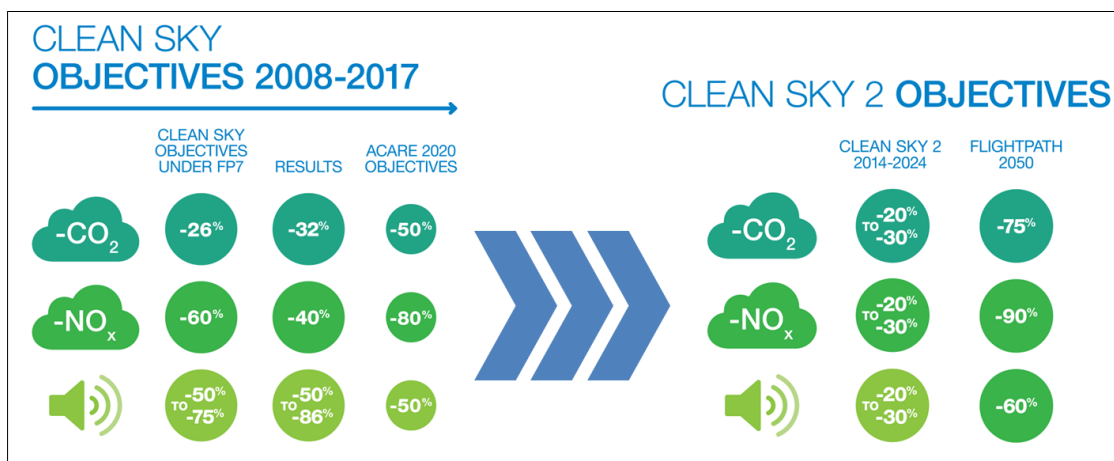 CLEAN SKY
OBJECTIVES 2008-2017
CLEAN SKY
OBJECTIVES
UNDER FP7
RESULTS
ACARE 2020
OBJECTIVES
-CO₂
-26%
-32%
-50%
-NOₓ
-60%
-40%
-80%
-50%
TO -75%
-50%
TO -86%
-50%
CLEAN SKY 2 OBJECTIVES
CLEAN SKY 2
2014-2024
FLIGHTPATH
2050
-CO₂
-20%
TO -30%
-75%
-NOₓ
-20%
TO -30%
-90%
-20%
TO -30%
-60%